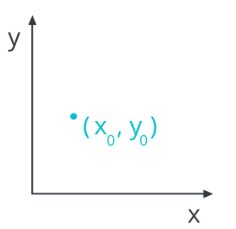 y
(x₀, y₀)
x